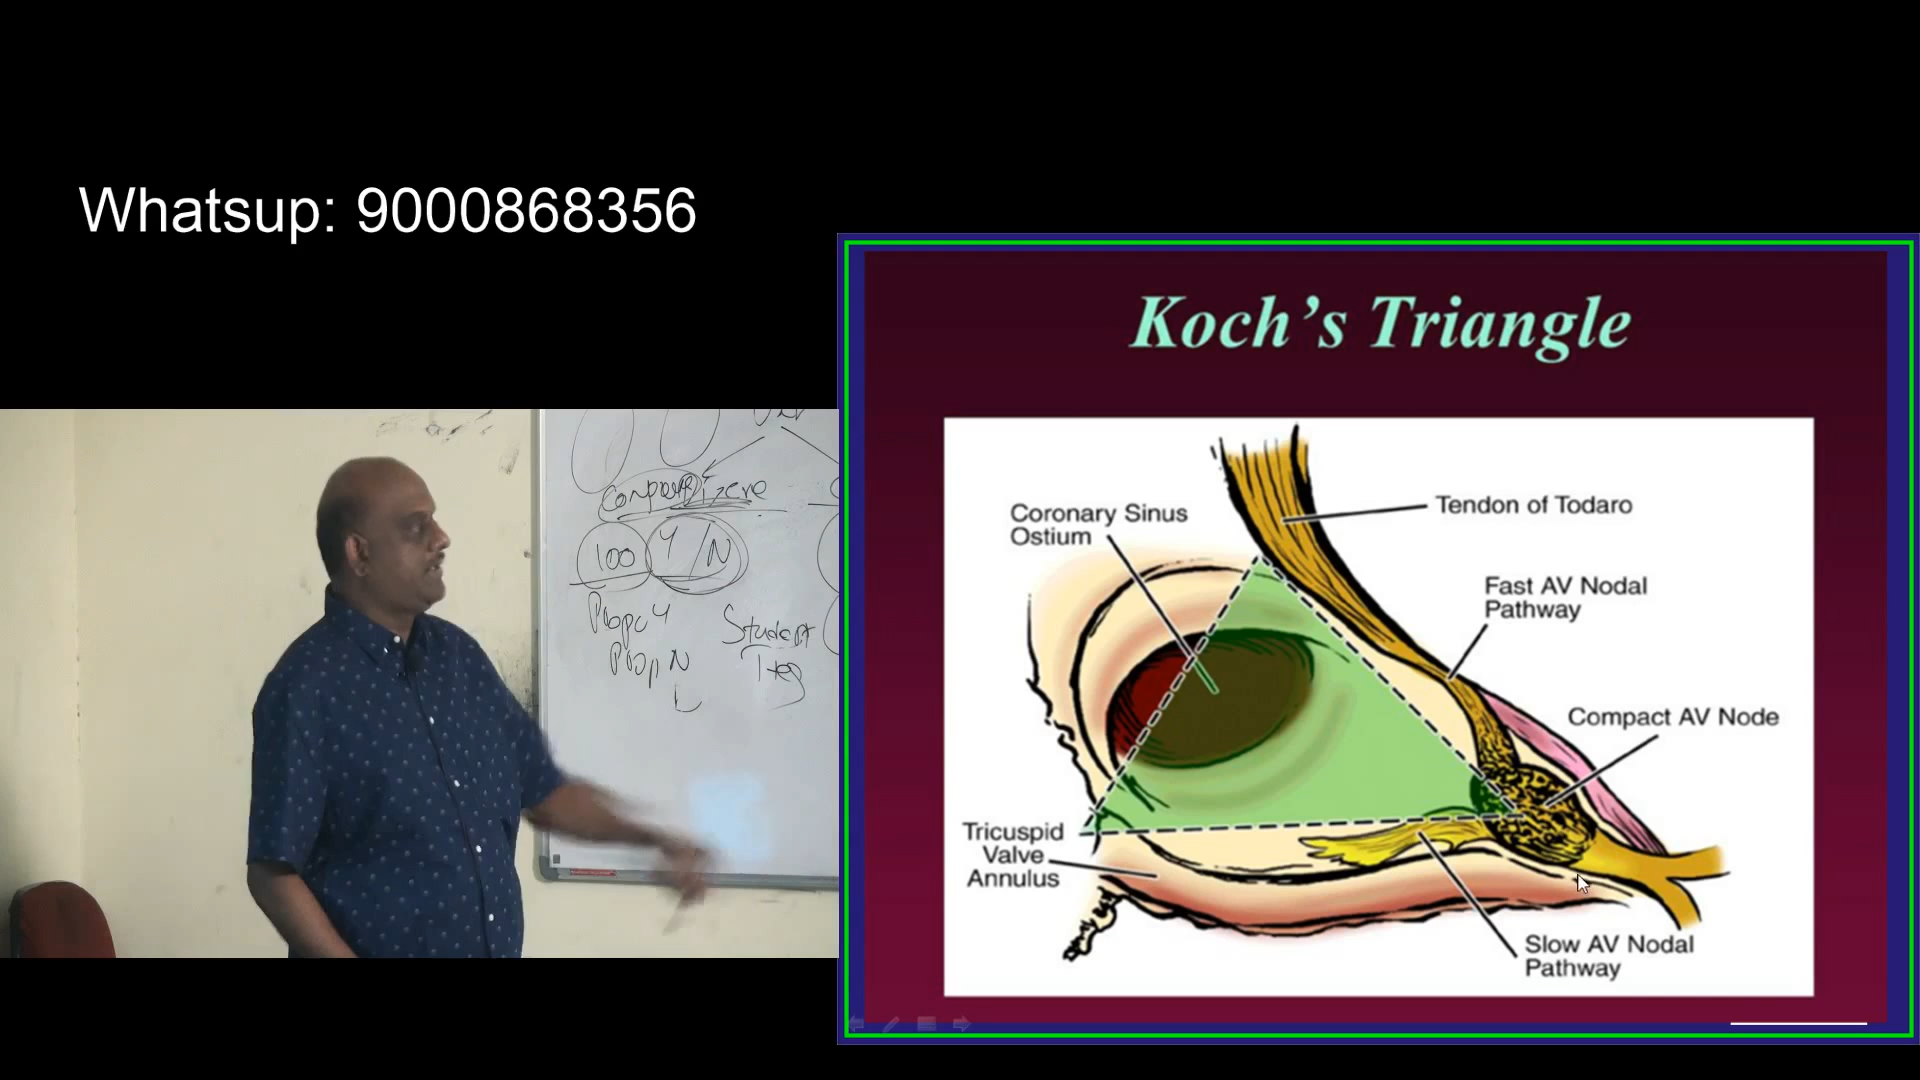 Whatsup: 9000868356
Koch's Triangle
Coronary Sinus
Ostium
Tendon of Todaro
Fast AV Nodal
Pathway
Compact AV Node
Tricuspid
Valve
Annulus
Slow AV Nodal
Pathway
100
Y/N
Student